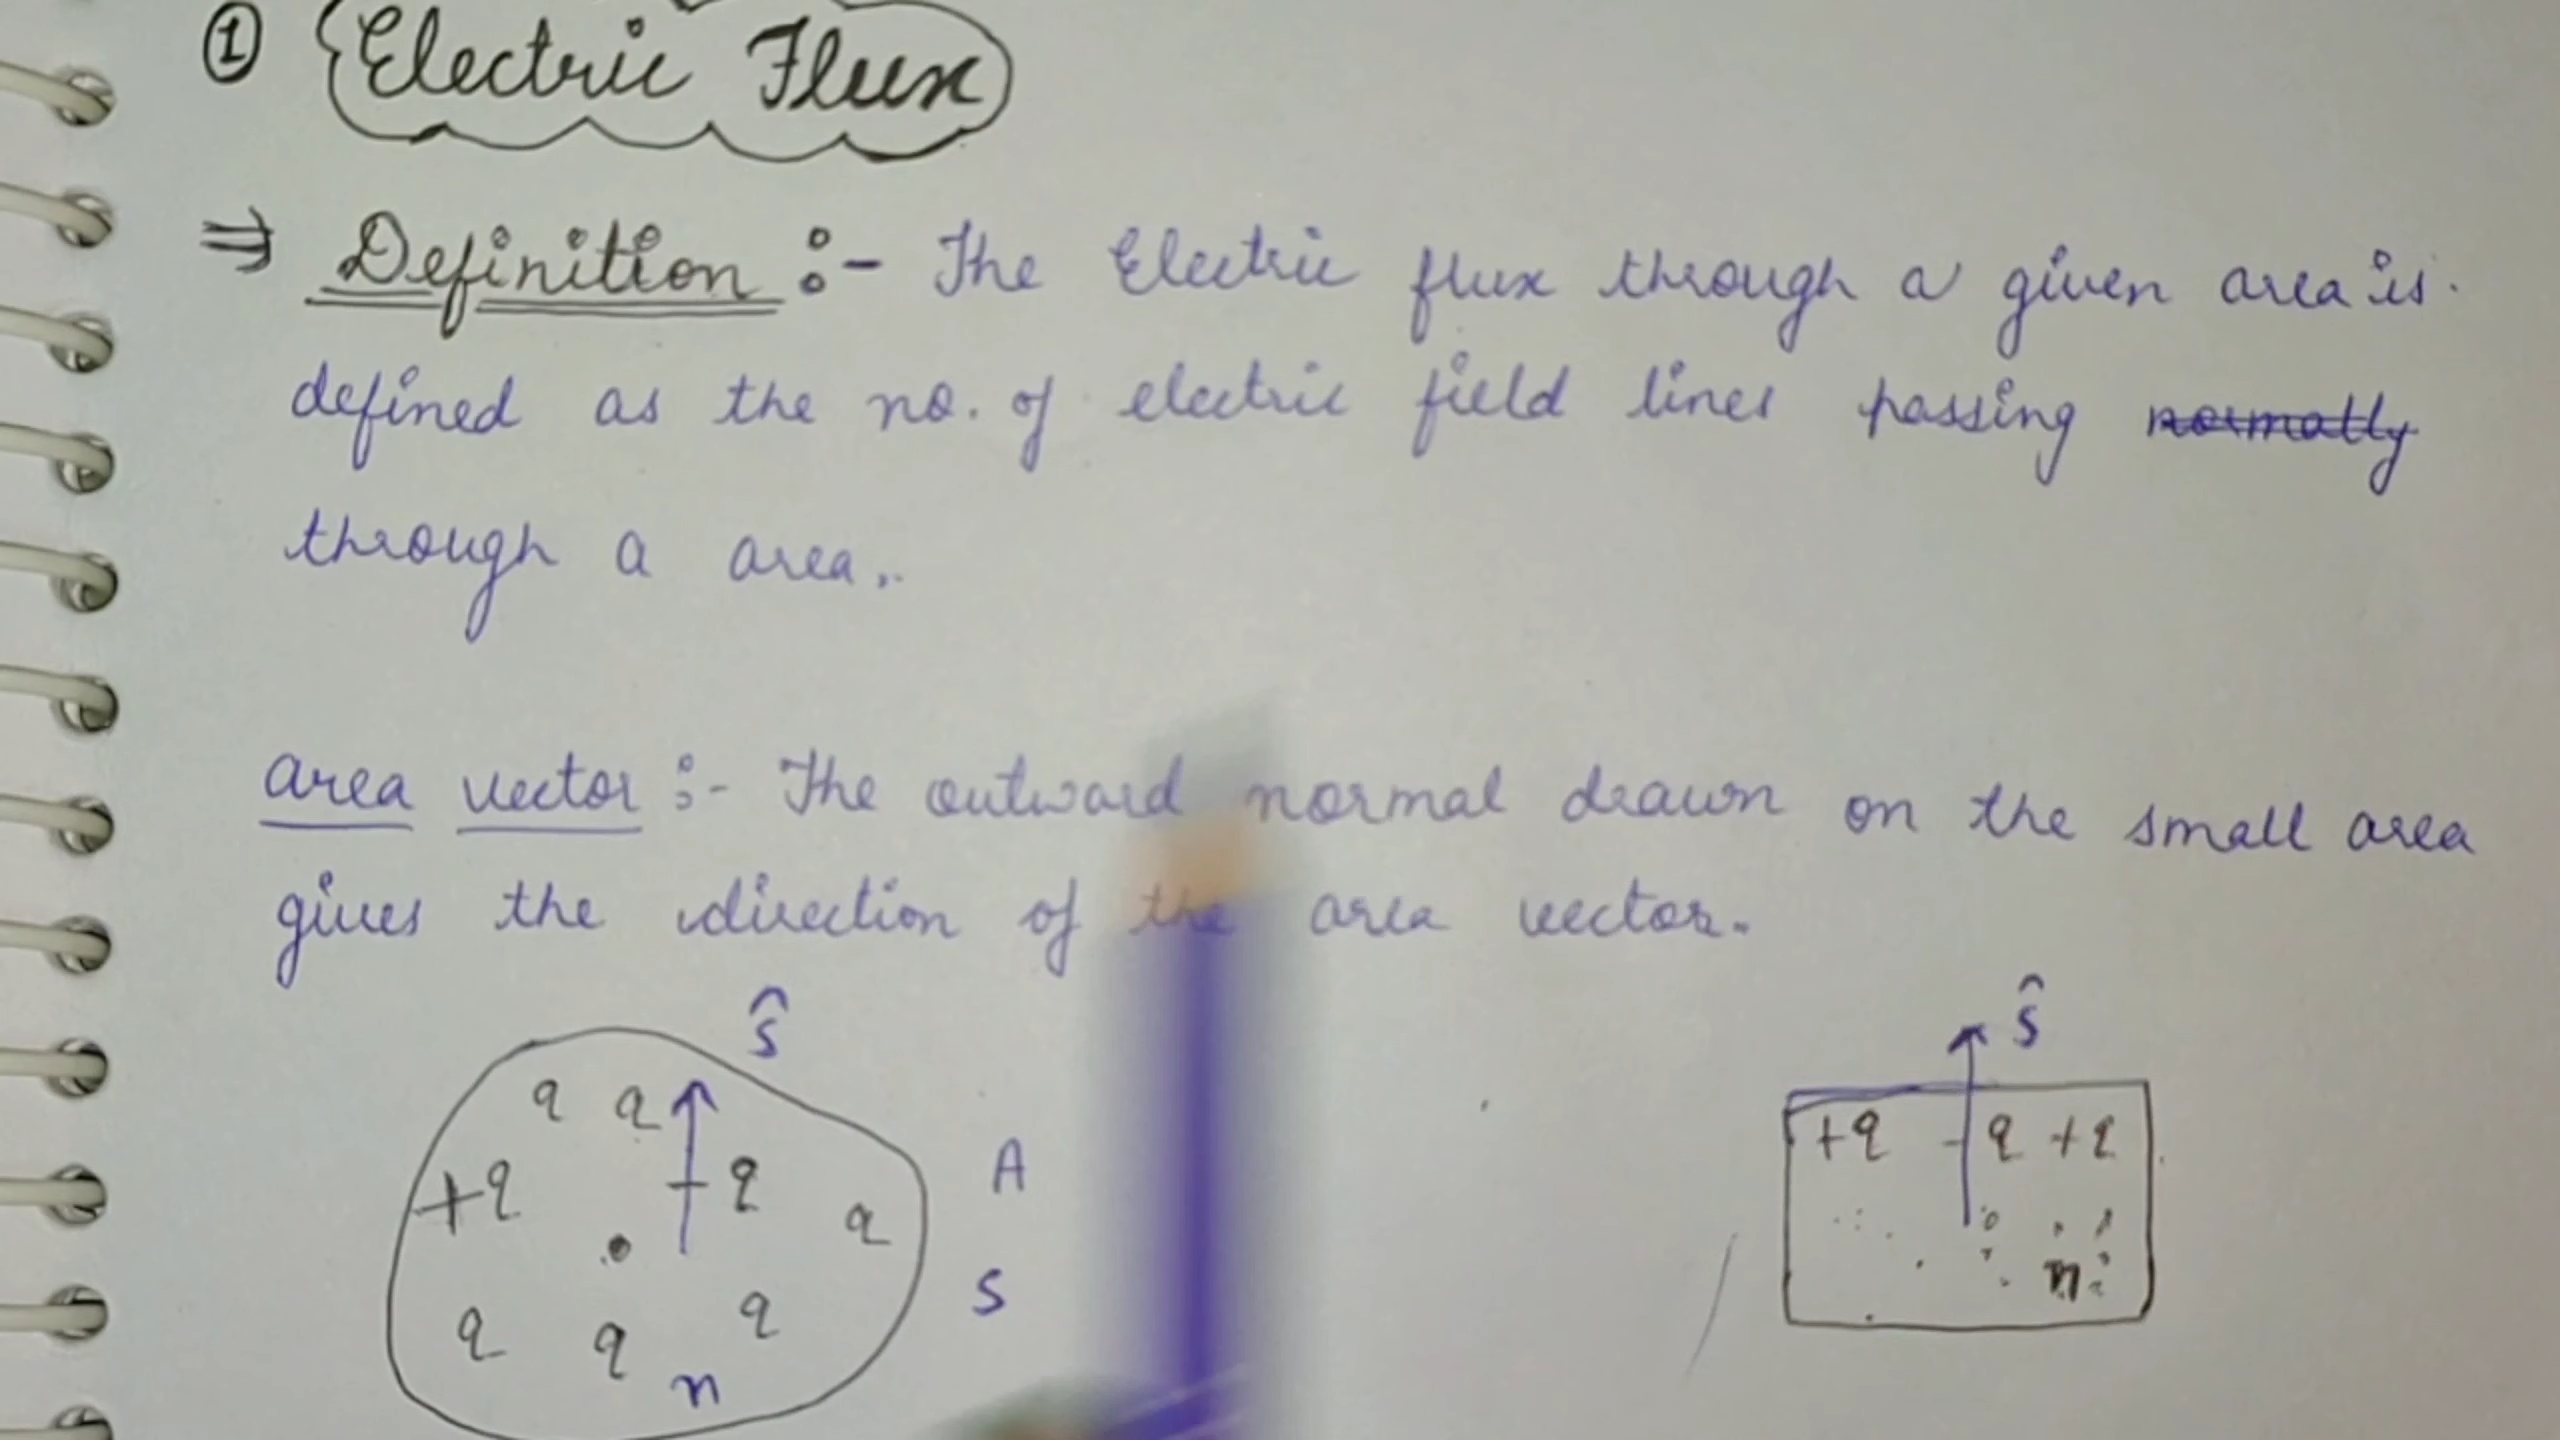 ① Electric Flux
⇒ Definition :- The Electric flux through a given area is.
defined as the no. of electric field lines passing normally
through a area..
area vector :- The outward normal drawn on the small area
gives the direction of the area vector.
ŝ
ŝ
q q
+q -q +q
+q -q q
A
q q q
S
n
n